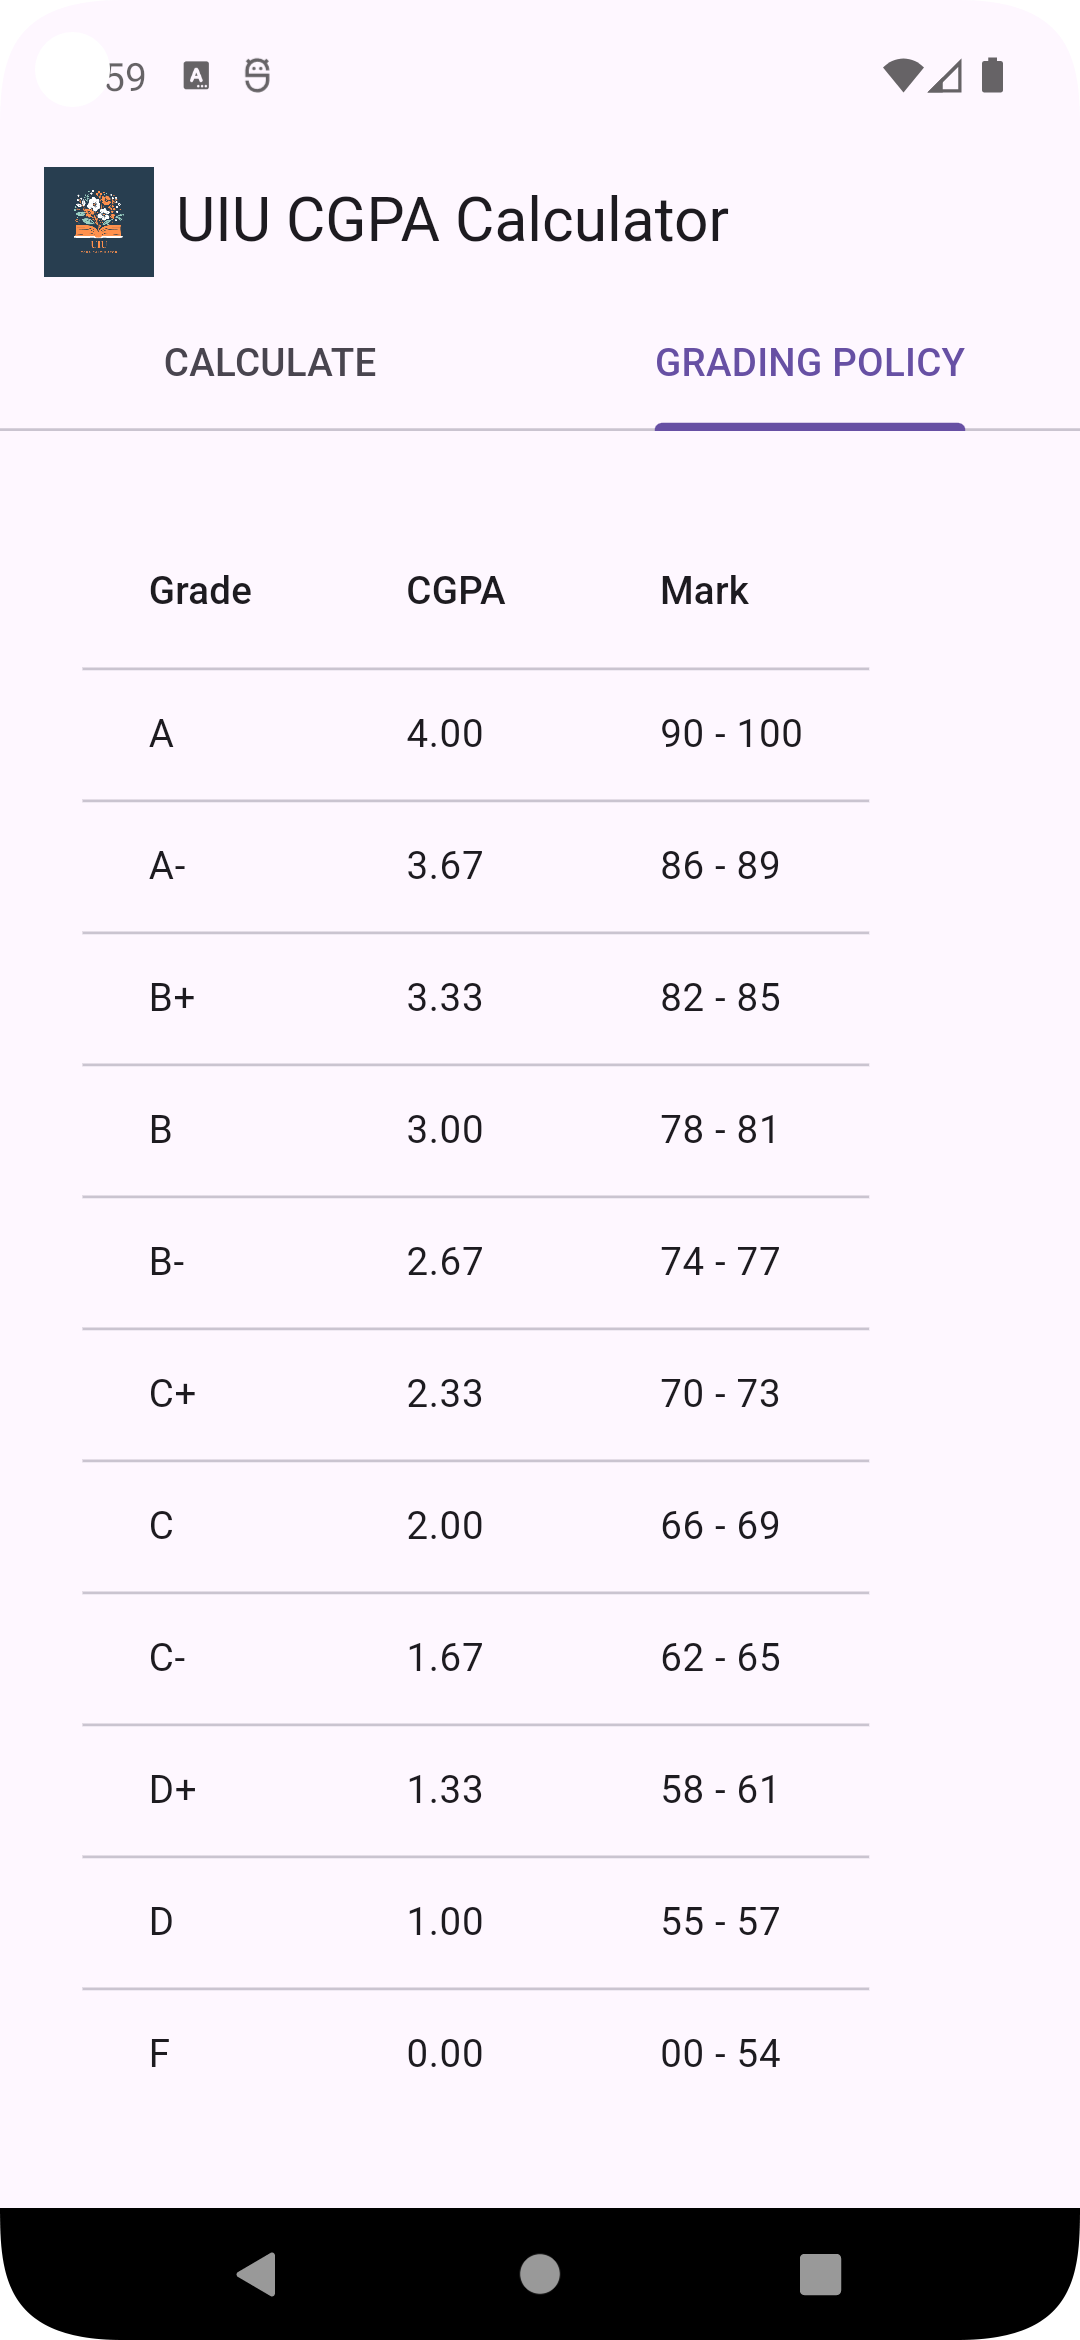 59
UIU
UIU CGPA Calculator
CALCULATE GRADING POLICY
Grade CGPA Mark
A 4.00 90 - 100
A- 3.67 86 - 89
B+ 3.33 82 - 85
B 3.00 78 - 81
B- 2.67 74 - 77
C+ 2.33 70 - 73
C 2.00 66 - 69
C- 1.67 62 - 65
D+ 1.33 58 - 61
D 1.00 55 - 57
F 0.00 00 - 54